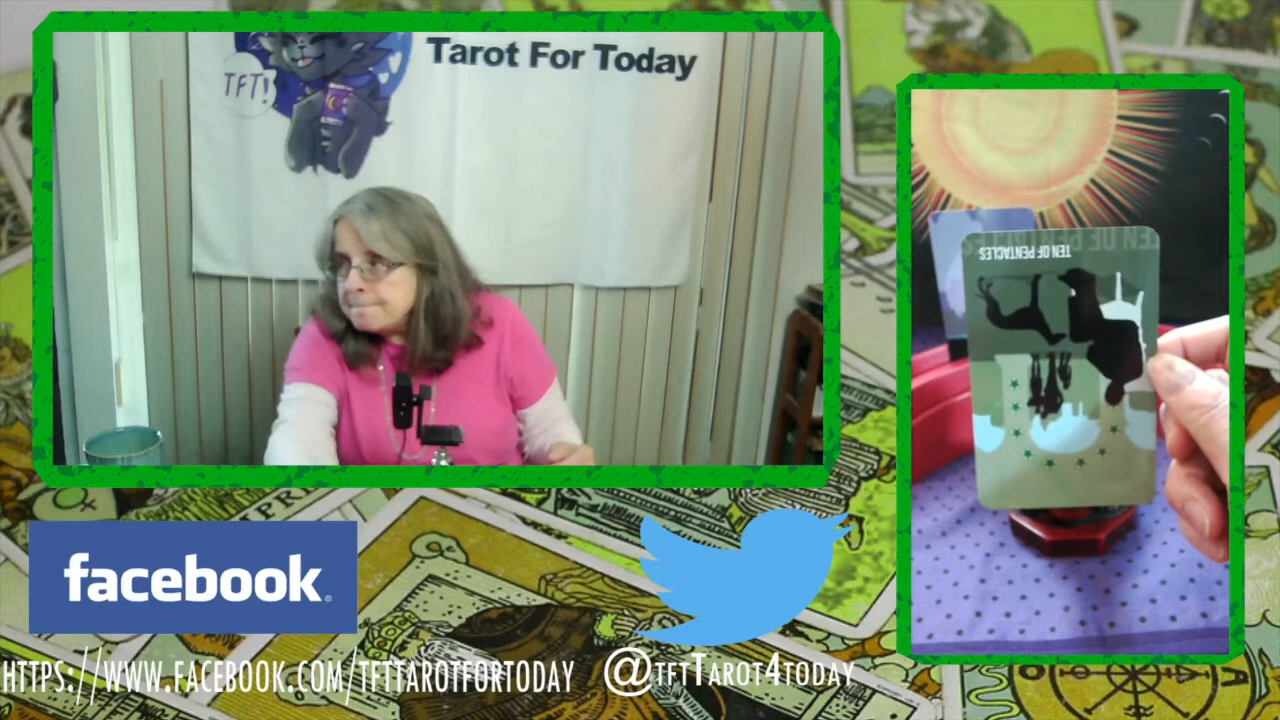 Tarot For Today
TFT!
TEN OF PENTACLES
facebook
HTTPS://WWW.FACEBOOK.COM/TFTTAROTFORTODAY
@TFTTAROT4TODAY